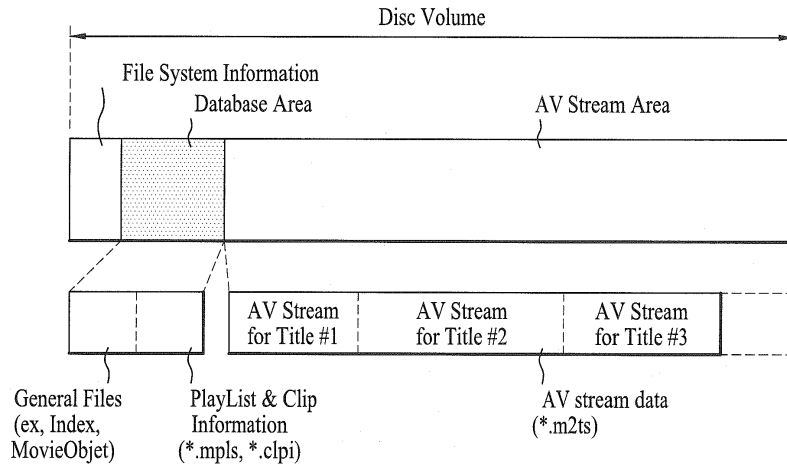 Disc Volume
File System Information
Database Area
AV Stream Area
AV Stream
for Title #1
AV Stream
for Title #2
AV Stream
for Title #3
General Files
(ex, Index,
MovieObjet)
PlayList & Clip
Information
(*.mpls, *.clpi)
AV stream data
(*.m2ts)